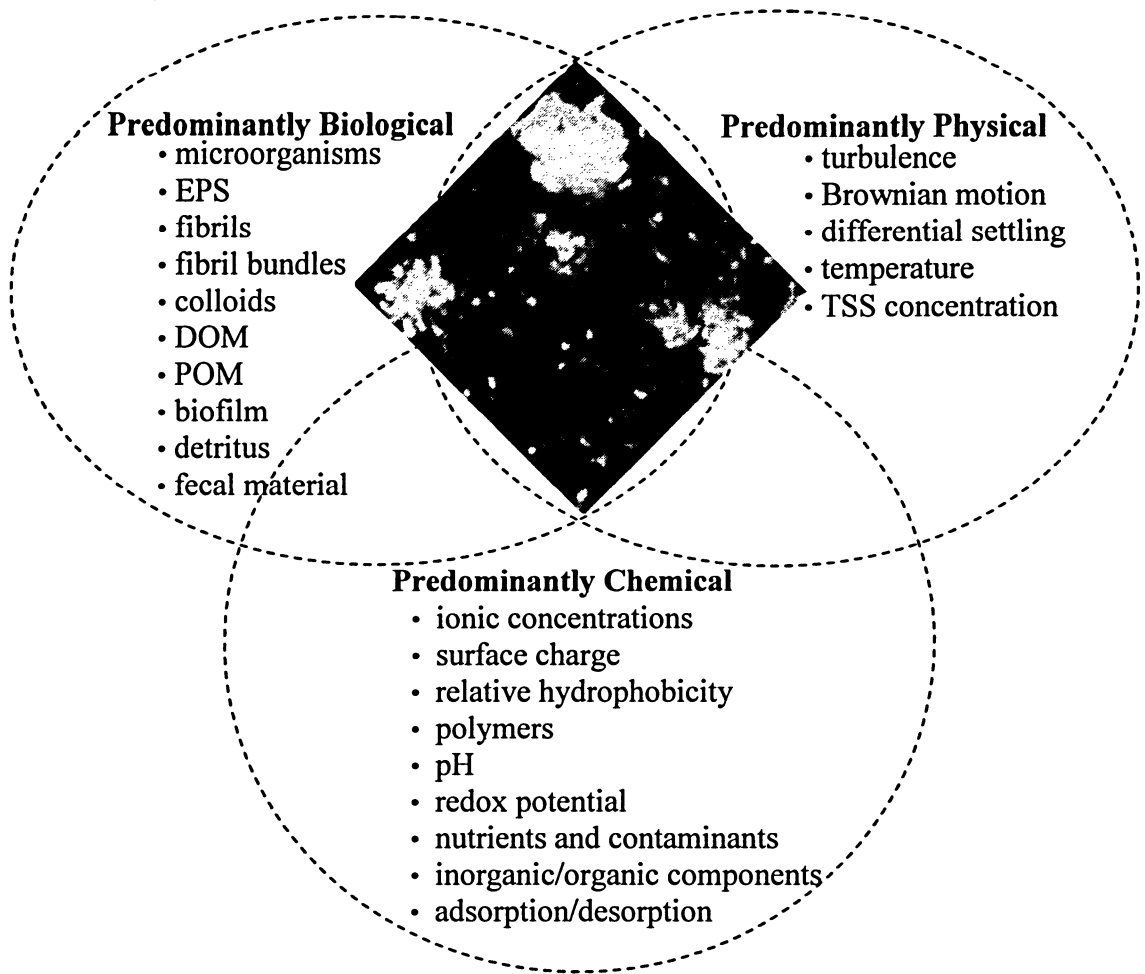 Predominantly Biological
• microorganisms
• EPS
• fibrils
• fibril bundles
• colloids
• DOM
• POM
• biofilm
• detritus
• fecal material
Predominantly Physical
• turbulence
• Brownian motion
• differential settling
• temperature
• TSS concentration
Predominantly Chemical
• ionic concentrations
• surface charge
• relative hydrophobicity
• polymers
• pH
• redox potential
• nutrients and contaminants
• inorganic/organic components
• adsorption/desorption